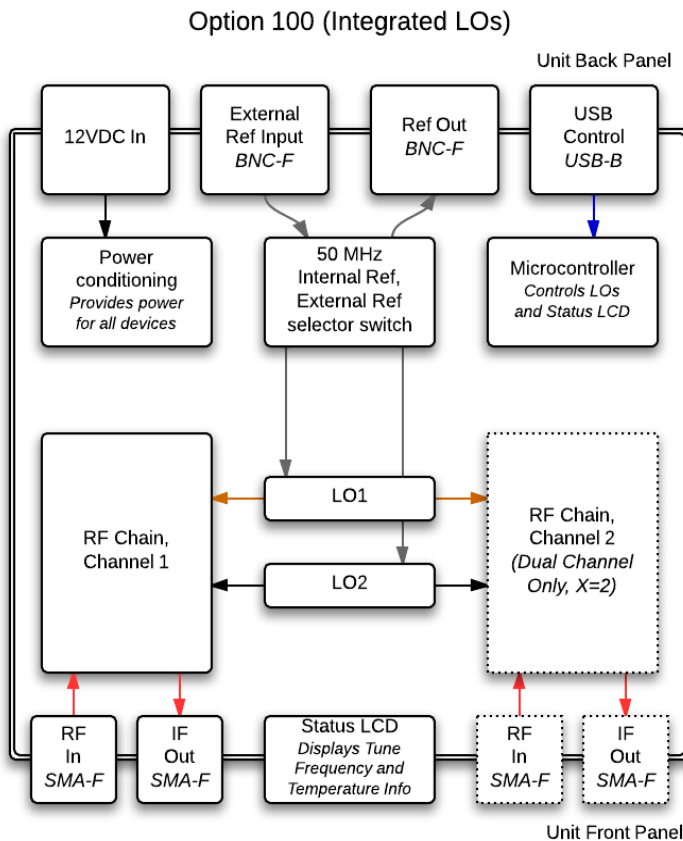 Option 100 (Integrated LOs)
Unit Back Panel
12VDC In
External
Ref Input
BNC-F
Ref Out
BNC-F
USB
Control
USB-B
Power
conditioning
Provides power
for all devices
50 MHz
Internal Ref,
External Ref
selector switch
Microcontroller
Controls LOs
and Status LCD
RF Chain,
Channel 1
LO1
LO2
RF Chain,
Channel 2
(Dual Channel
Only, X=2)
RF
In
SMA-F
IF
Out
SMA-F
Status LCD
Displays Tune
Frequency and
Temperature Info
RF
In
SMA-F
IF
Out
SMA-F
Unit Front Panel